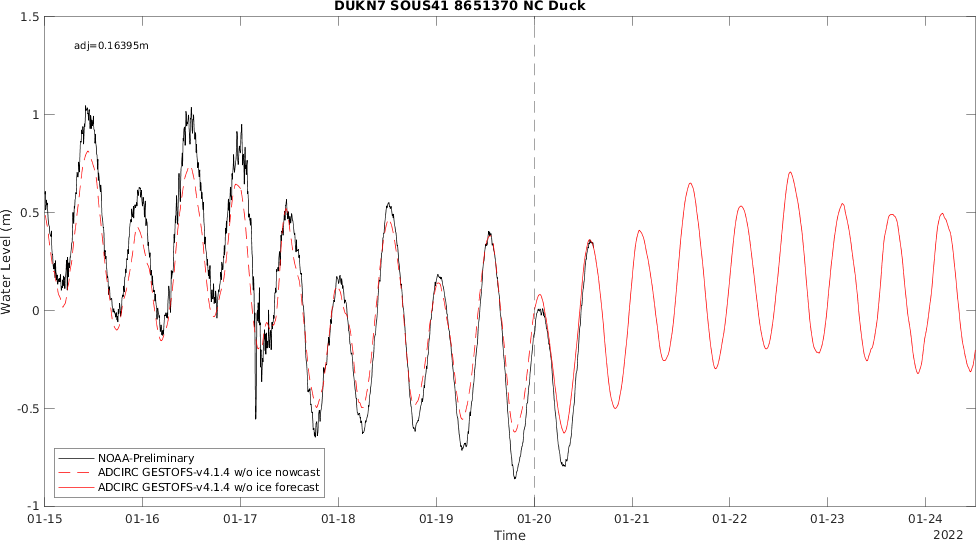 DUKN7 SOUS41 8651370 NC Duck
adj=0.16395m
1.5
1
0.5
0
-0.5
-1
Water Level (m)
NOAA-Preliminary
ADCIRC GESTOFS-v4.1.4 w/o ice nowcast
ADCIRC GESTOFS-v4.1.4 w/o ice forecast
01-15 01-16 01-17 01-18 01-19 01-20 01-21 01-22 01-23 01-24
Time
2022